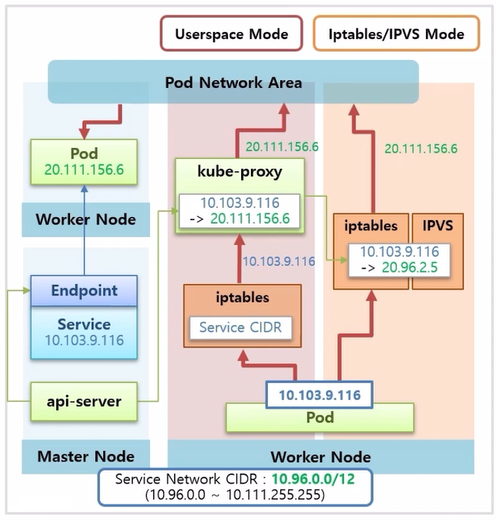 Userspace Mode
Iptables/IPVS Mode
Pod Network Area
Pod
20.111.156.6
Worker Node
Endpoint
Service
10.103.9.116
api-server
Master Node
20.111.156.6
kube-proxy
10.103.9.116
-> 20.111.156.6
10.103.9.116
iptables
Service CIDR
20.111.156.6
iptables
IPVS
10.103.9.116
-> 20.96.2.5
10.103.9.116
Pod
Worker Node
Service Network CIDR : 10.96.0.0/12
(10.96.0.0 ~ 10.111.255.255)